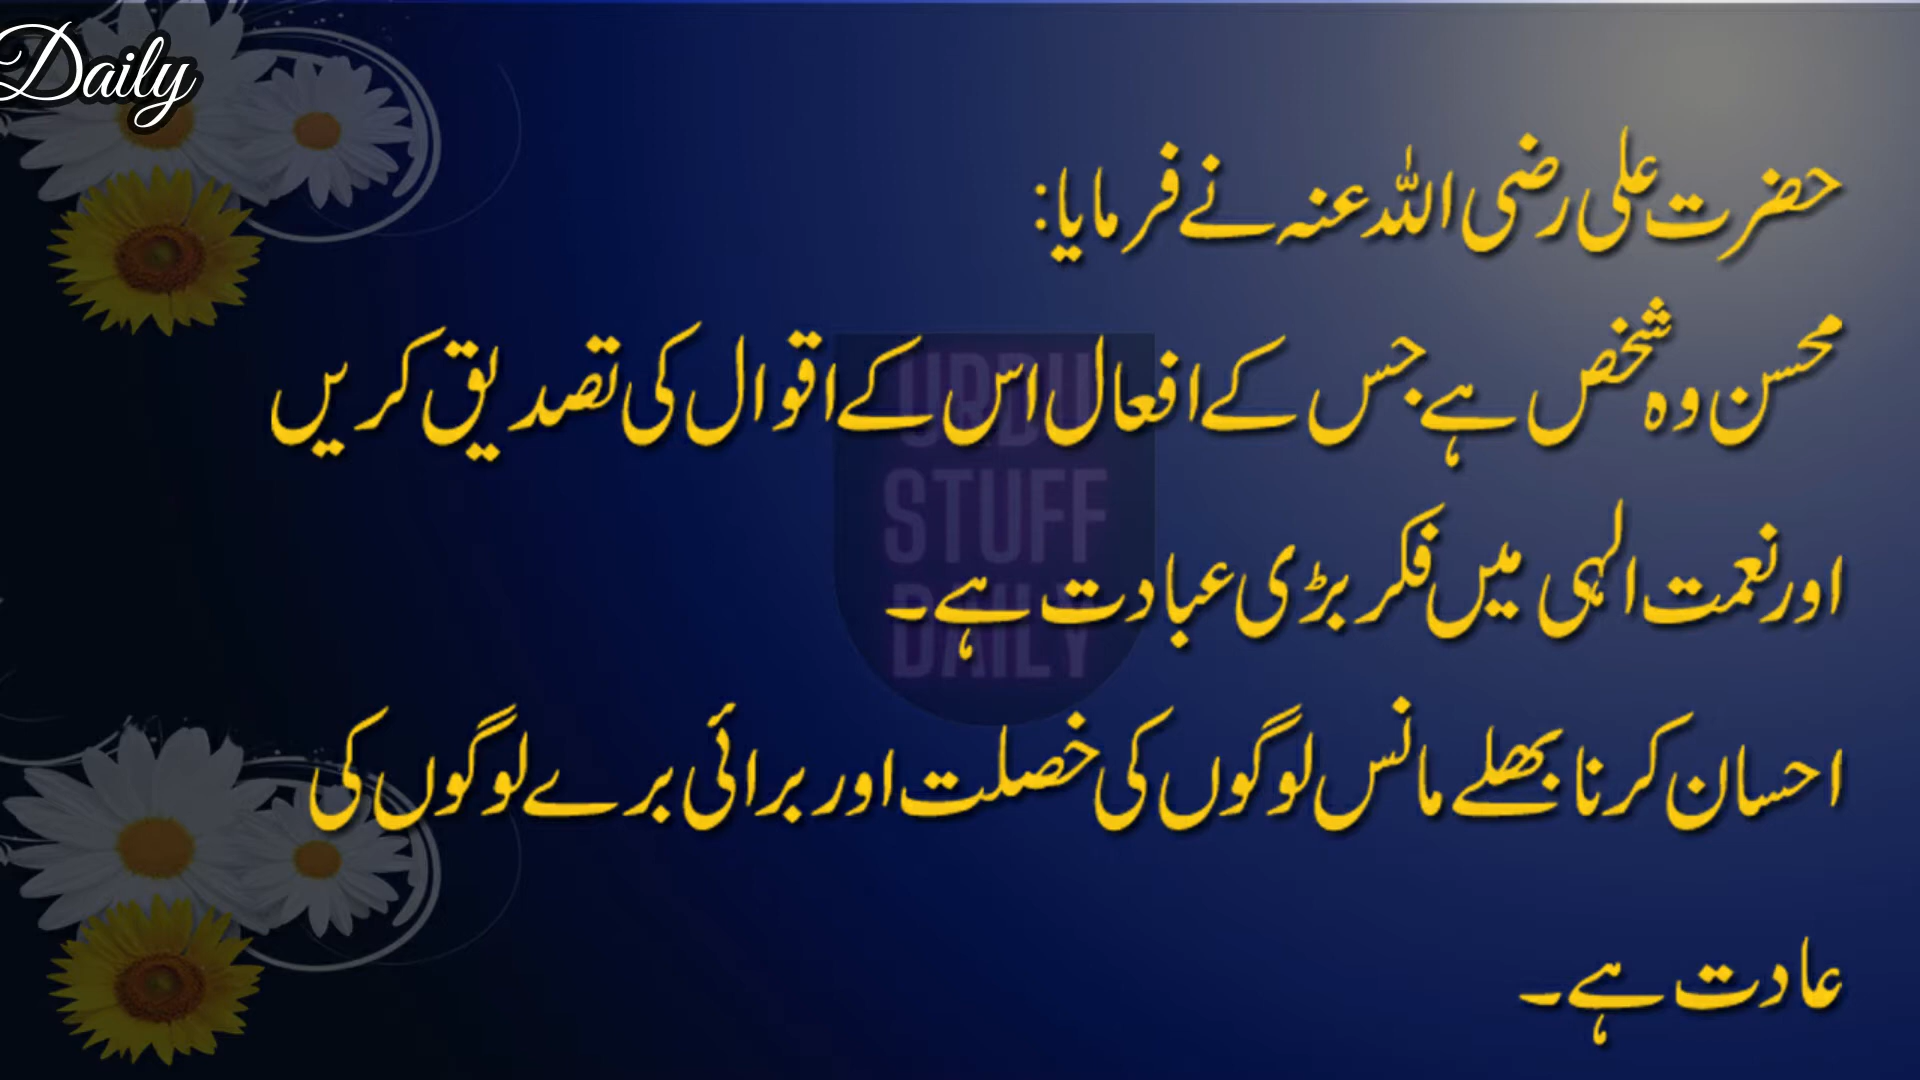 Daily
حضرت علی رضی اللہ عنہ نے فرمایا:
محسن وہ شخص ہے جس کے افعال اس کے اقوال کی تصدیق کریں
اور نعمت الہی میں فکر بڑی عبادت ہے۔
احسان کرنا بھلے مانس لوگوں کی خصلت اور برائی برے لوگوں کی
عادت ہے۔
URDU
STUFF
DAILY